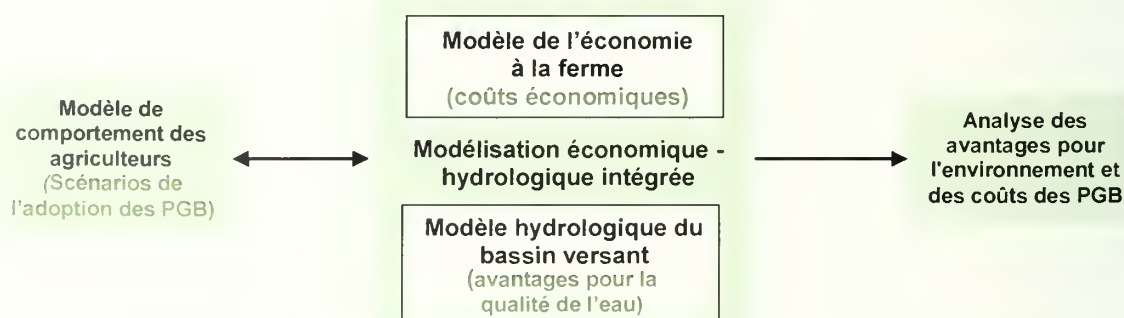 Modèle de
comportement des
agriculteurs
(Scénarios de
l'adoption des PGB)
Modèle de l'économie
à la ferme
(coûts économiques)
Modélisation économique -
hydrologique intégrée
Modèle hydrologique du
bassin versant
(avantages pour la
qualité de l'eau)
Analyse des
avantages pour
l'environnement et
des coûts des PGB